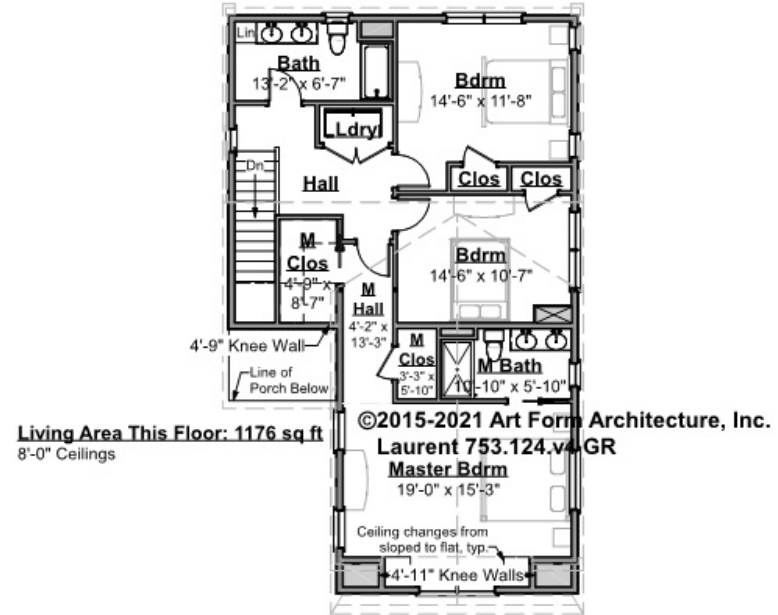 Lin
Bath
13'-2" x 6'-7"
Bdrm
14'-6" x 11'-8"
Ldry
Dn
Hall
Clos
Clos
M
Clos
4'-9" x
8'-7"
Bdrm
14'-6" x 10'-7"
M
Hall
4'-2" x
13'-3"
4'-9" Knee Wall
M
Clos
3'-3" x
5'-10"
M Bath
10'-10" x 5'-10"
Line of
Porch Below
©2015-2021 Art Form Architecture, Inc.
Laurent 753.124.v4 GR
Living Area This Floor: 1176 sq ft
8'-0" Ceilings
Master Bdrm
19'-0" x 15'-3"
Ceiling changes from
sloped to flat, typ.
4'-11" Knee Walls